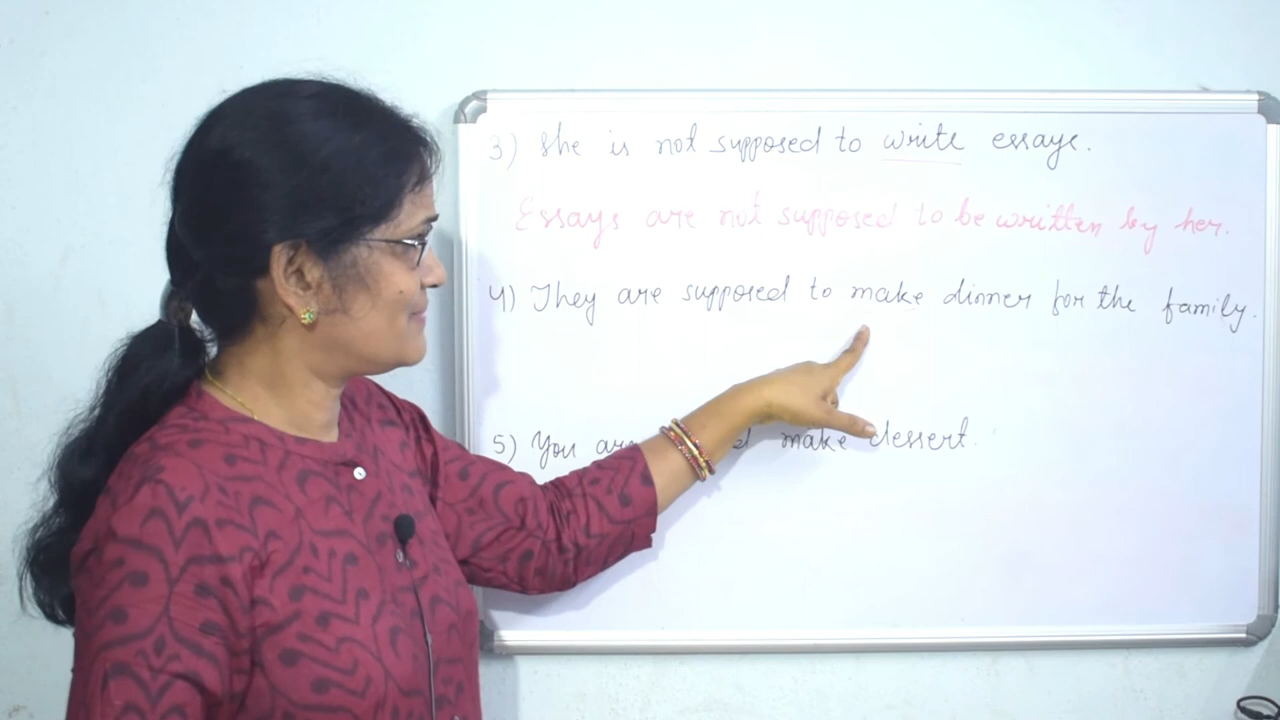 3) She is not supposed to write essays.
Essays are not supposed to be written by her.
4) They are supposed to make dinner for the family.
5) You make dessert.